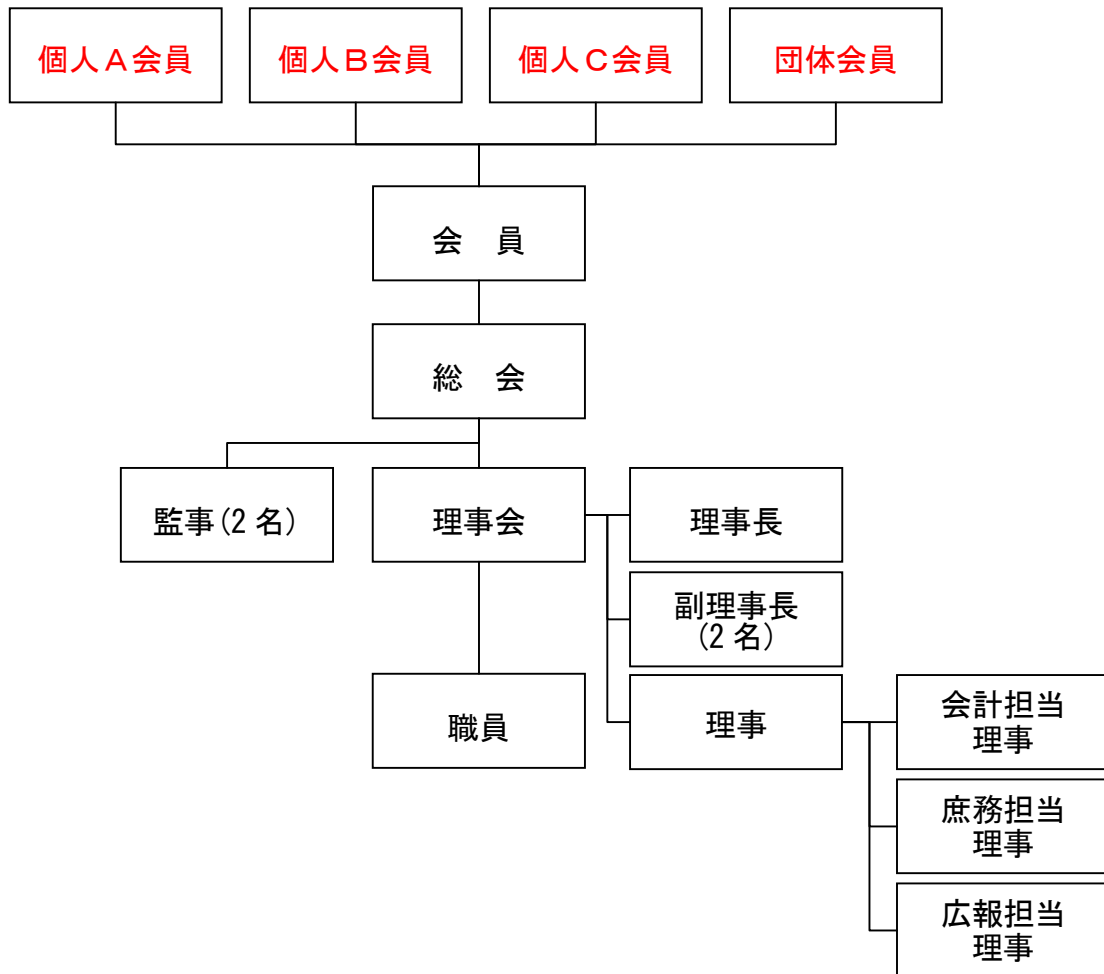 個人Ａ会員
個人Ｂ会員
個人Ｃ会員
団体会員
会　員
総　会
監事(2 名)
理事会
理事長
副理事長
(2 名)
職員
理事
会計担当
理事
庶務担当
理事
広報担当
理事